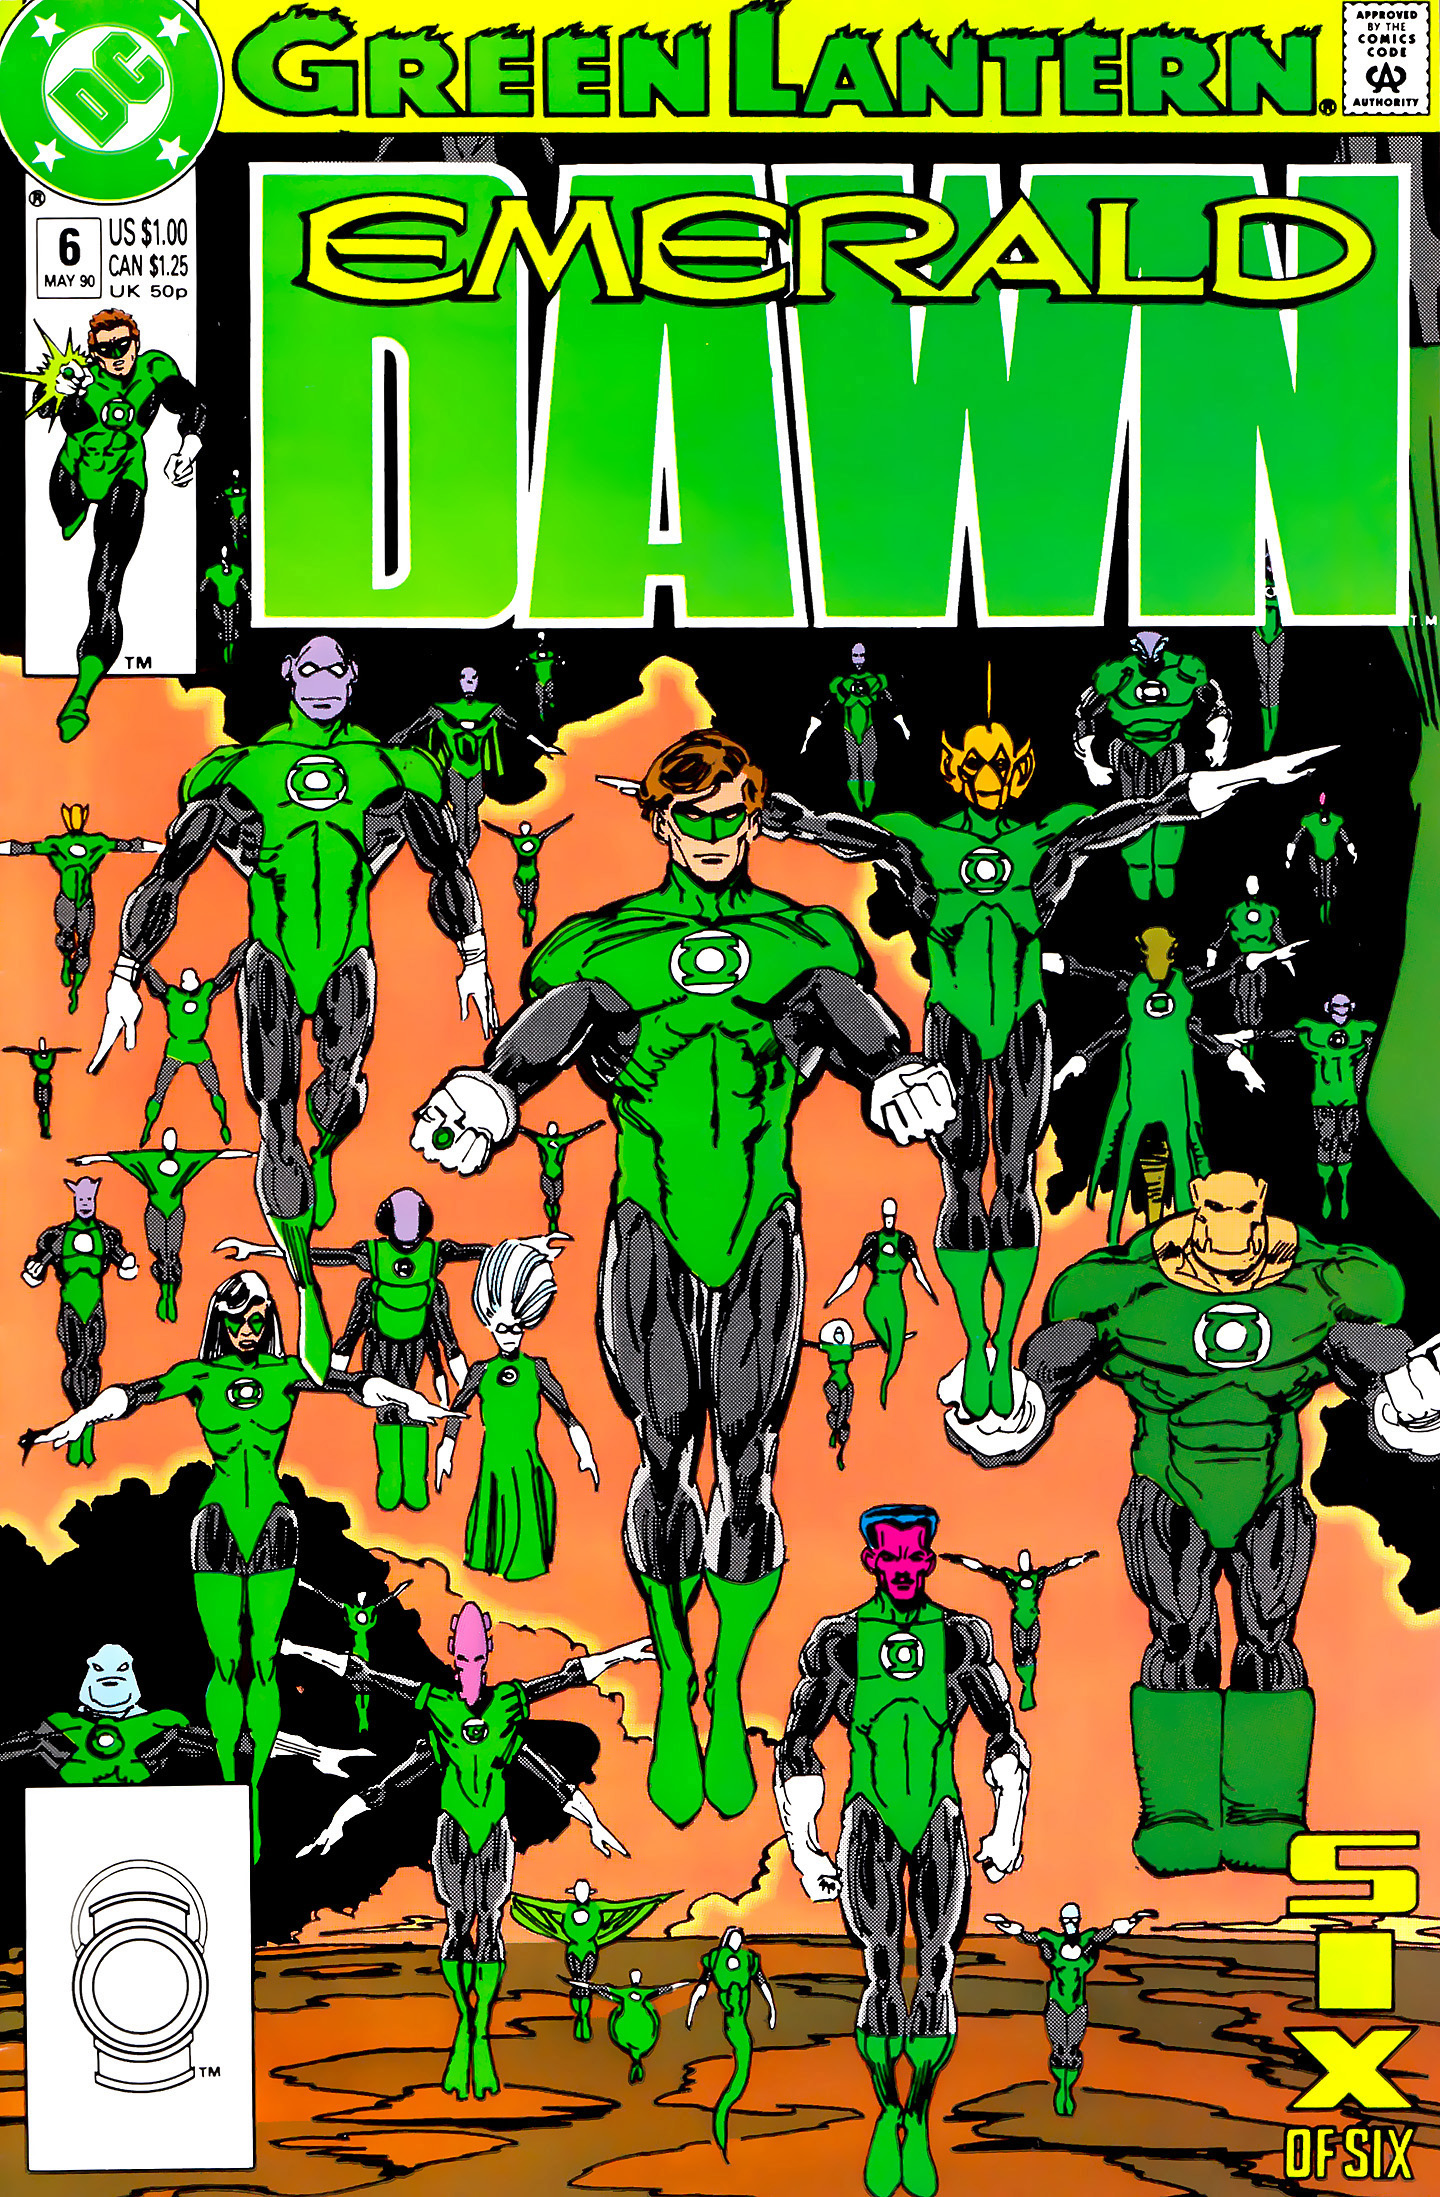 DC
GREEN LANTERN®
APPROVED
BY THE
COMICS
CODE
CA
AUTHORITY
®
6
MAY 90
US $1.00
CAN $1.25
UK 50p
EMERALD
DAWN
TM
TM
SIX
OF SIX
TM